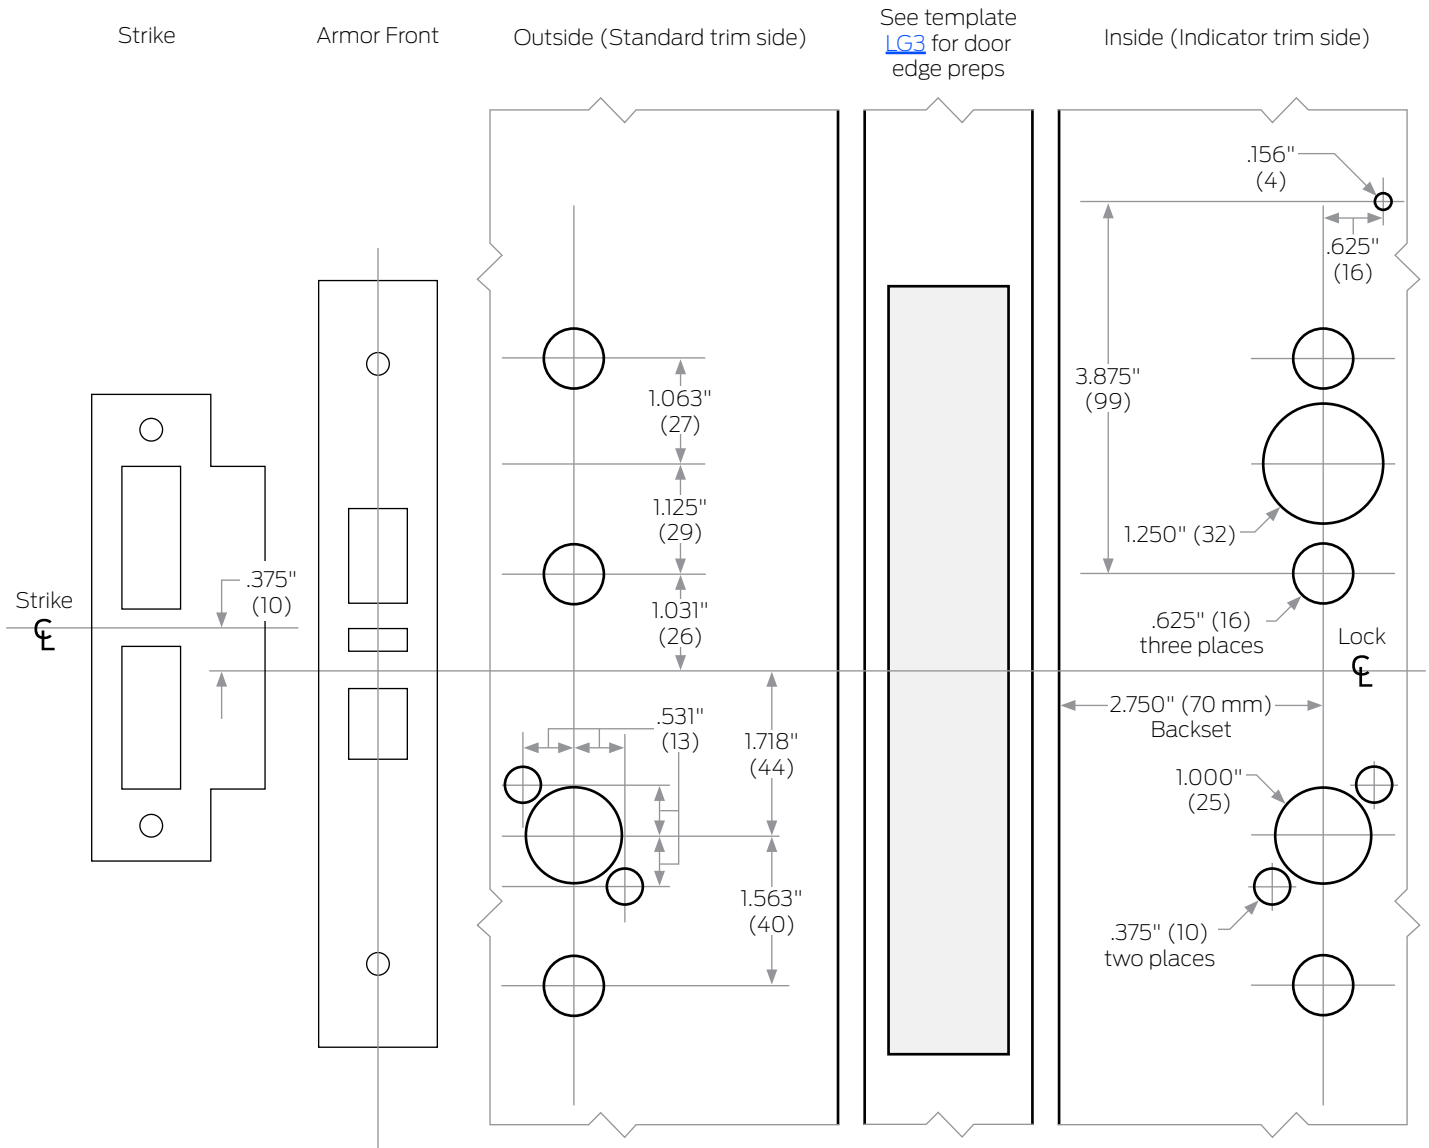 Strike
Armor Front
Outside (Standard trim side)
See template
LG3 for door
edge preps
Inside (Indicator trim side)
.156"
(4)
.625"
(16)
1.063"
(27)
3.875"
(99)
1.125"
(29)
1.250" (32)
.375"
(10)
Strike
℄
1.031"
(26)
.625" (16)
three places
Lock
℄
2.750" (70 mm)
Backset
.531"
(13)
1.718"
(44)
1.000"
(25)
1.563"
(40)
.375" (10)
two places